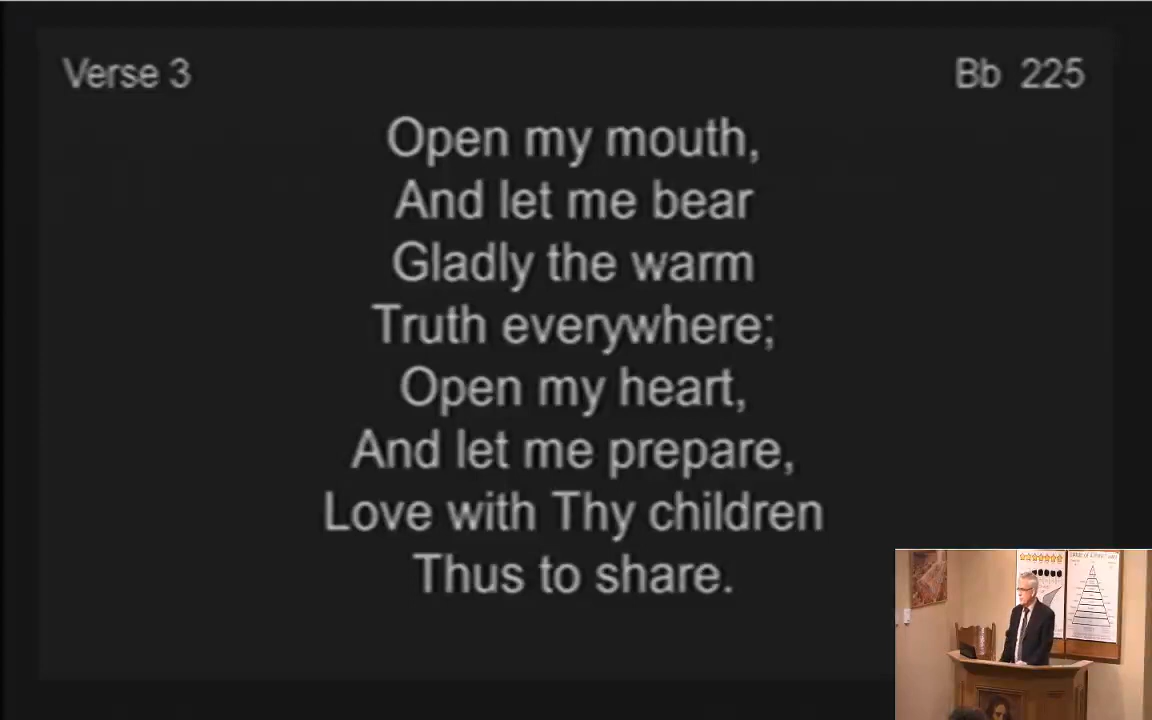 Verse 3
Bb 225
Open my mouth,
And let me bear
Gladly the warm
Truth everywhere;
Open my heart,
And let me prepare,
Love with Thy children
Thus to share.